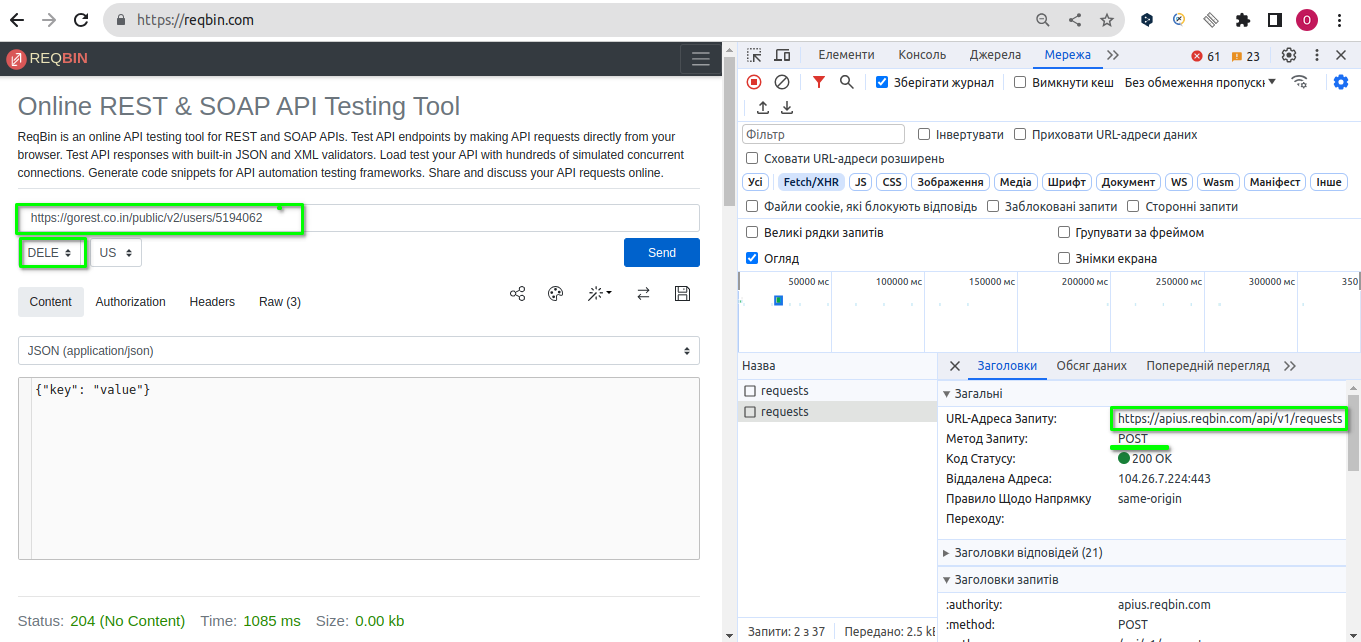 https://reqbin.com
O
REQBIN
Online REST & SOAP API Testing Tool
ReqBin is an online API testing tool for REST and SOAP APIs. Test API endpoints by making API requests directly from your
browser. Test API responses with built-in JSON and XML validators. Load test your API with hundreds of simulated concurrent
connections. Generate code snippets for API automation testing frameworks. Share and discuss your API requests online.
https://gorest.co.in/public/v2/users/5194062
DELE US Send
Content Authorization Headers Raw (3)
JSON (application/json)
{"key": "value"}
Status: 204 (No Content) Time: 1085 ms Size: 0.00 kb
Елементи Консоль Джерела Мережа 61 23
Зберігати журнал Вимкнути кеш Без обмеження пропуск
Фільтр Інвертувати Приховати URL-адреси даних
Сховати URL-адреси розширень
Усі Fetch/XHR JS CSS Зображення Медіа Шрифт Документ WS Wasm Маніфест Інше
Файли cookie, які блокують відповідь Заблоковані запити Сторонні запити
Великі рядки запитів Групувати за фреймом
Огляд Знімки екрана
50000 мс 100000 мс 150000 мс 200000 мс 250000 мс 300000 мс 350
Назва Заголовки Обсяг даних Попередній перегляд
requests
requests
Загальні
URL-Адреса Запиту: https://apius.reqbin.com/api/v1/requests
Метод Запиту: POST
Код Статусу: 200 OK
Віддалена Адреса: 104.26.7.224:443
Правило Щодо Напрямку same-origin
Переходу:
Заголовки відповідей (21)
Заголовки запитів
:authority: apius.reqbin.com
:method: POST
Запити: 2 з 37 Передано: 2.5 kE